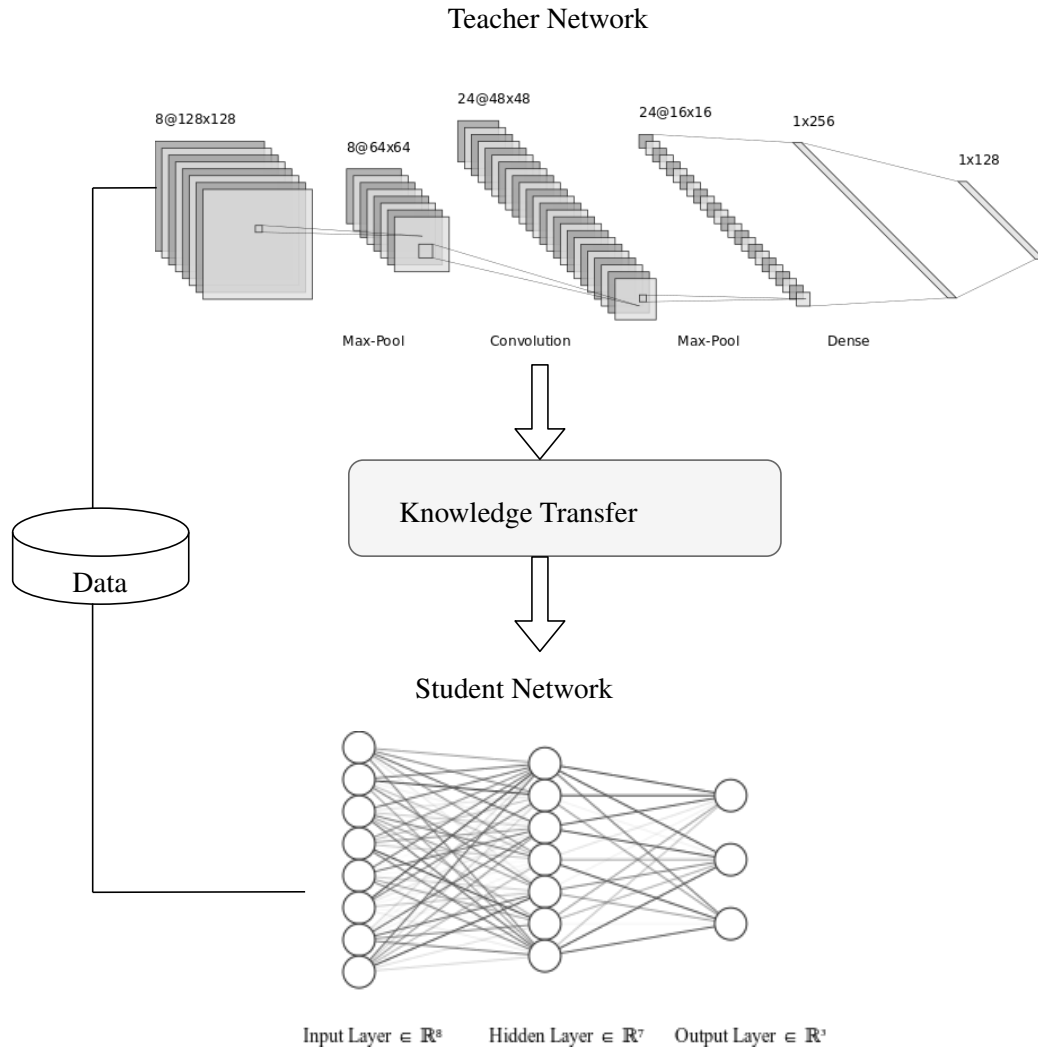 Teacher Network
8@128x128
8@64x64
24@48x48
24@16x16
1x256
1x128
Max-Pool
Convolution
Max-Pool
Dense
Knowledge Transfer
Data
Student Network
Input Layer ∈ ℝ⁸
Hidden Layer ∈ ℝ⁷
Output Layer ∈ ℝ³